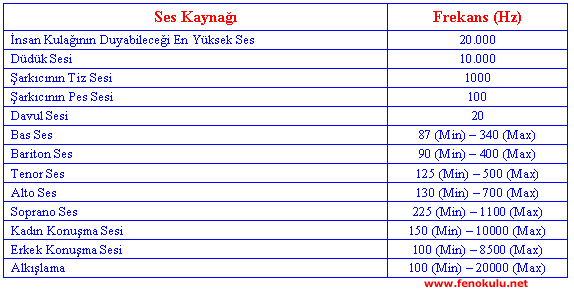 Ses Kaynağı Frekans (Hz)
İnsan Kulağının Duyabileceği En Yüksek Ses 20.000
Düdük Sesi 10.000
Şarkıcının Tiz Sesi 1000
Şarkıcının Pes Sesi 100
Davul Sesi 20
Bas Ses 87 (Min) – 340 (Max)
Bariton Ses 90 (Min) – 400 (Max)
Tenor Ses 125 (Min) – 500 (Max)
Alto Ses 130 (Min) – 700 (Max)
Soprano Ses 225 (Min) – 1100 (Max)
Kadın Konuşma Sesi 150 (Min) – 10000 (Max)
Erkek Konuşma Sesi 100 (Min) – 8500 (Max)
Alkışlama 100 (Min) – 20000 (Max)
www.fenokulu.net